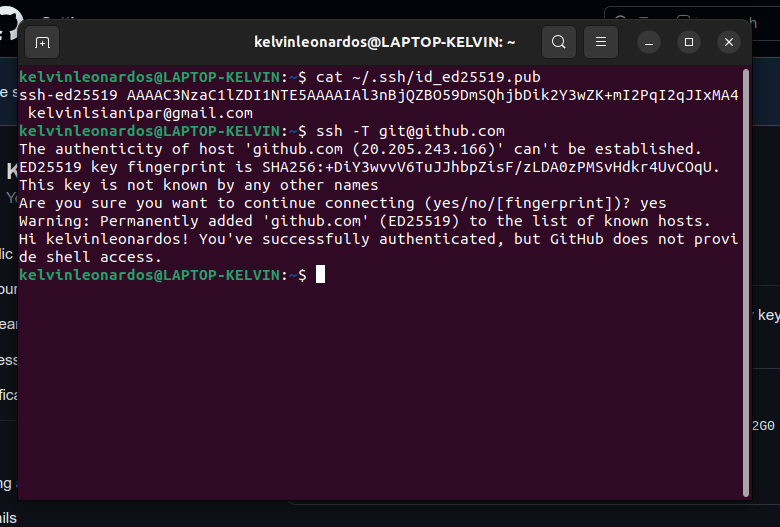 kelvinleonardos@LAPTOP-KELVIN: ~
kelvinleonardos@LAPTOP-KELVIN:~$ cat ~/.ssh/id_ed25519.pub
ssh-ed25519 AAAAC3NzaC1lZDI1NTE5AAAAIAl3nBjQZBO59DmSQhjbDik2Y3wZK+mI2PqI2qJIxMA4
kelvinlsianipar@gmail.com
kelvinleonardos@LAPTOP-KELVIN:~$ ssh -T git@github.com
The authenticity of host 'github.com (20.205.243.166)' can't be established.
ED25519 key fingerprint is SHA256:+DiY3wvvV6TuJJhbpZisF/zLDA0zPMSvHdkr4UvCOqU.
This key is not known by any other names
Are you sure you want to continue connecting (yes/no/[fingerprint])? yes
Warning: Permanently added 'github.com' (ED25519) to the list of known hosts.
Hi kelvinleonardos! You've successfully authenticated, but GitHub does not provi
de shell access.
kelvinleonardos@LAPTOP-KELVIN:~$
key
2G0